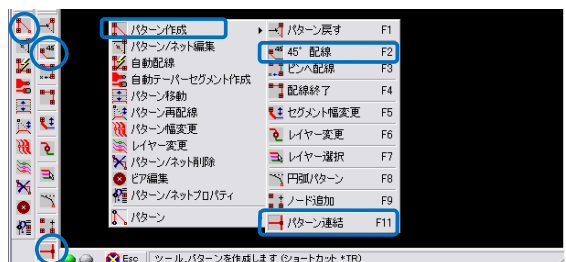 パターン作成
パターン/ネット編集
自動配線
自動テーパーセグメント作成
パターン移動
パターン再配線
パターン幅変更
レイヤー変更
パターン/ネット削除
ビア編集
パターン/ネットプロパティ
パターン
パターン戻す F1
45° 配線 F2
ピンへ配線 F3
配線終了 F4
セグメント幅変更 F5
レイヤー変更 F6
レイヤー選択 F7
円弧パターン F8
ノード追加 F9
パターン連結 F11
Esc ツール_パターンを作成します (ショートカット *TR)